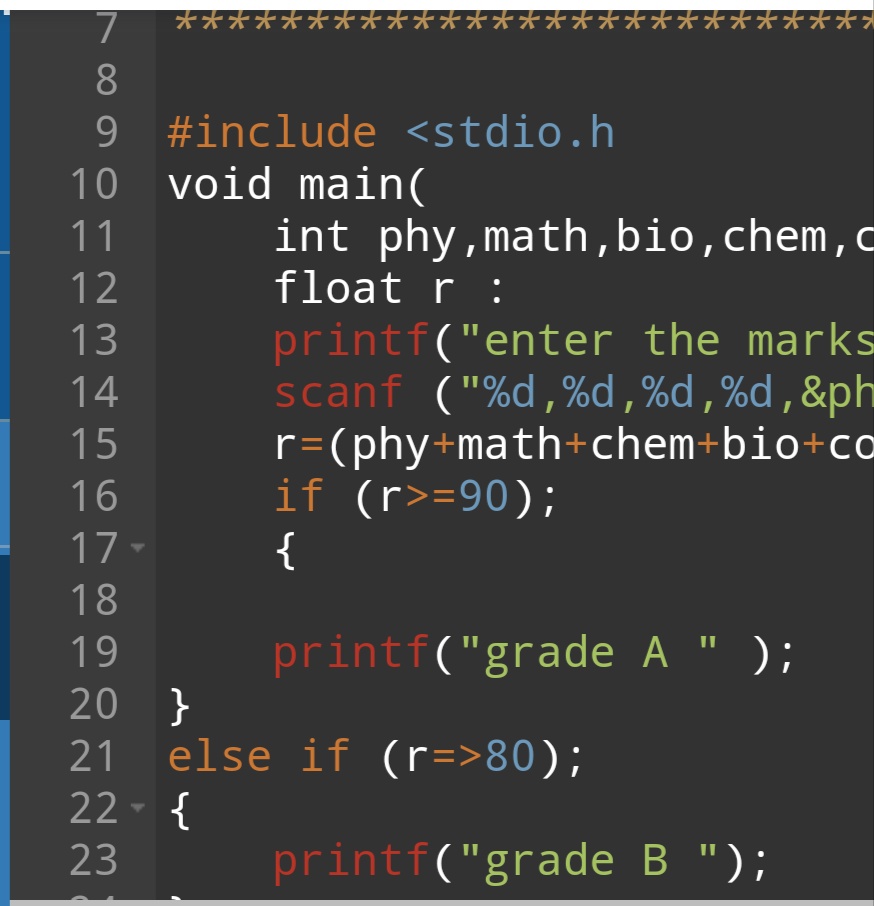 7 ******************************
8
9 #include <stdio.h
10 void main(
11 int phy,math,bio,chem,c
12 float r :
13 printf("enter the marks
14 scanf ("%d,%d,%d,%d,&ph
15 r=(phy+math+chem+bio+co
16 if (r>=90);
17 {
18
19 printf("grade A " );
20 }
21 else if (r=>80);
22 {
23 printf("grade B ");